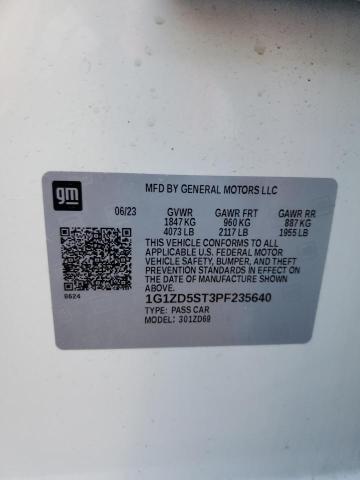 gm
MFD BY GENERAL MOTORS LLC
06/23 GVWR GAWR FRT GAWR RR
1847 KG 960 KG 887 KG
4073 LB 2117 LB 1955 LB
THIS VEHICLE CONFORMS TO ALL
APPLICABLE U.S. FEDERAL MOTOR
VEHICLE SAFETY, BUMPER, AND THEFT
PREVENTION STANDARDS IN EFFECT
ON THE DATE OF MANUFACTURE
SHOWN ABOVE.
8624 1G1ZD5ST3PF235640
TYPE: PASS CAR
MODEL: 301ZD69